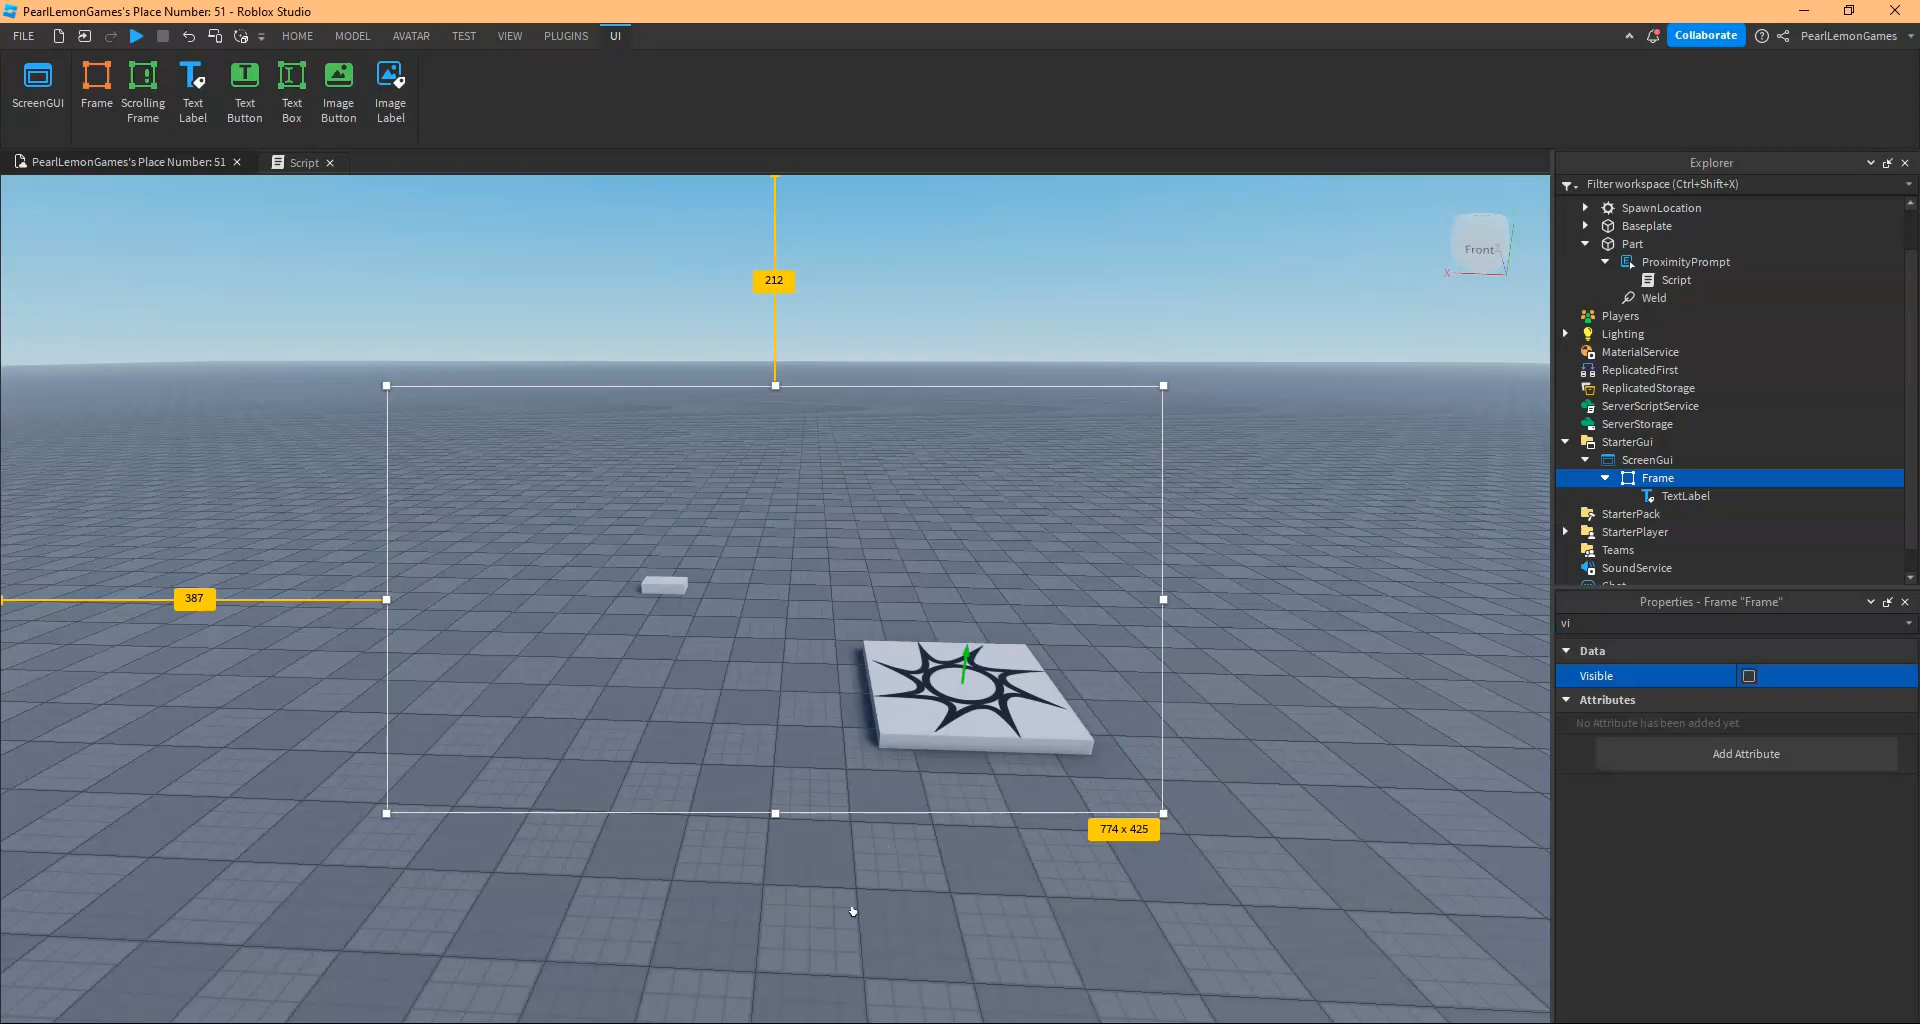 PearlLemonGames's Place Number: 51 - Roblox Studio
FILE HOME MODEL AVATAR TEST VIEW PLUGINS UI Collaborate PearlLemonGames
ScreenGUI Frame Scrolling Frame Text Label Text Button Text Box Image Button Image Label
PearlLemonGames's Place Number: 51 Script
Explorer
Filter workspace (Ctrl+Shift+X)
SpawnLocation
Baseplate
Part
ProximityPrompt
Script
Weld
Players
Lighting
MaterialService
ReplicatedFirst
ReplicatedStorage
ServerScriptService
ServerStorage
StarterGui
ScreenGui
Frame
TextLabel
StarterPack
StarterPlayer
Teams
SoundService
Front
X
212
387
774 x 425
Properties - Frame "Frame"
vi
Data
Visible
Attributes
No Attribute has been added yet
Add Attribute